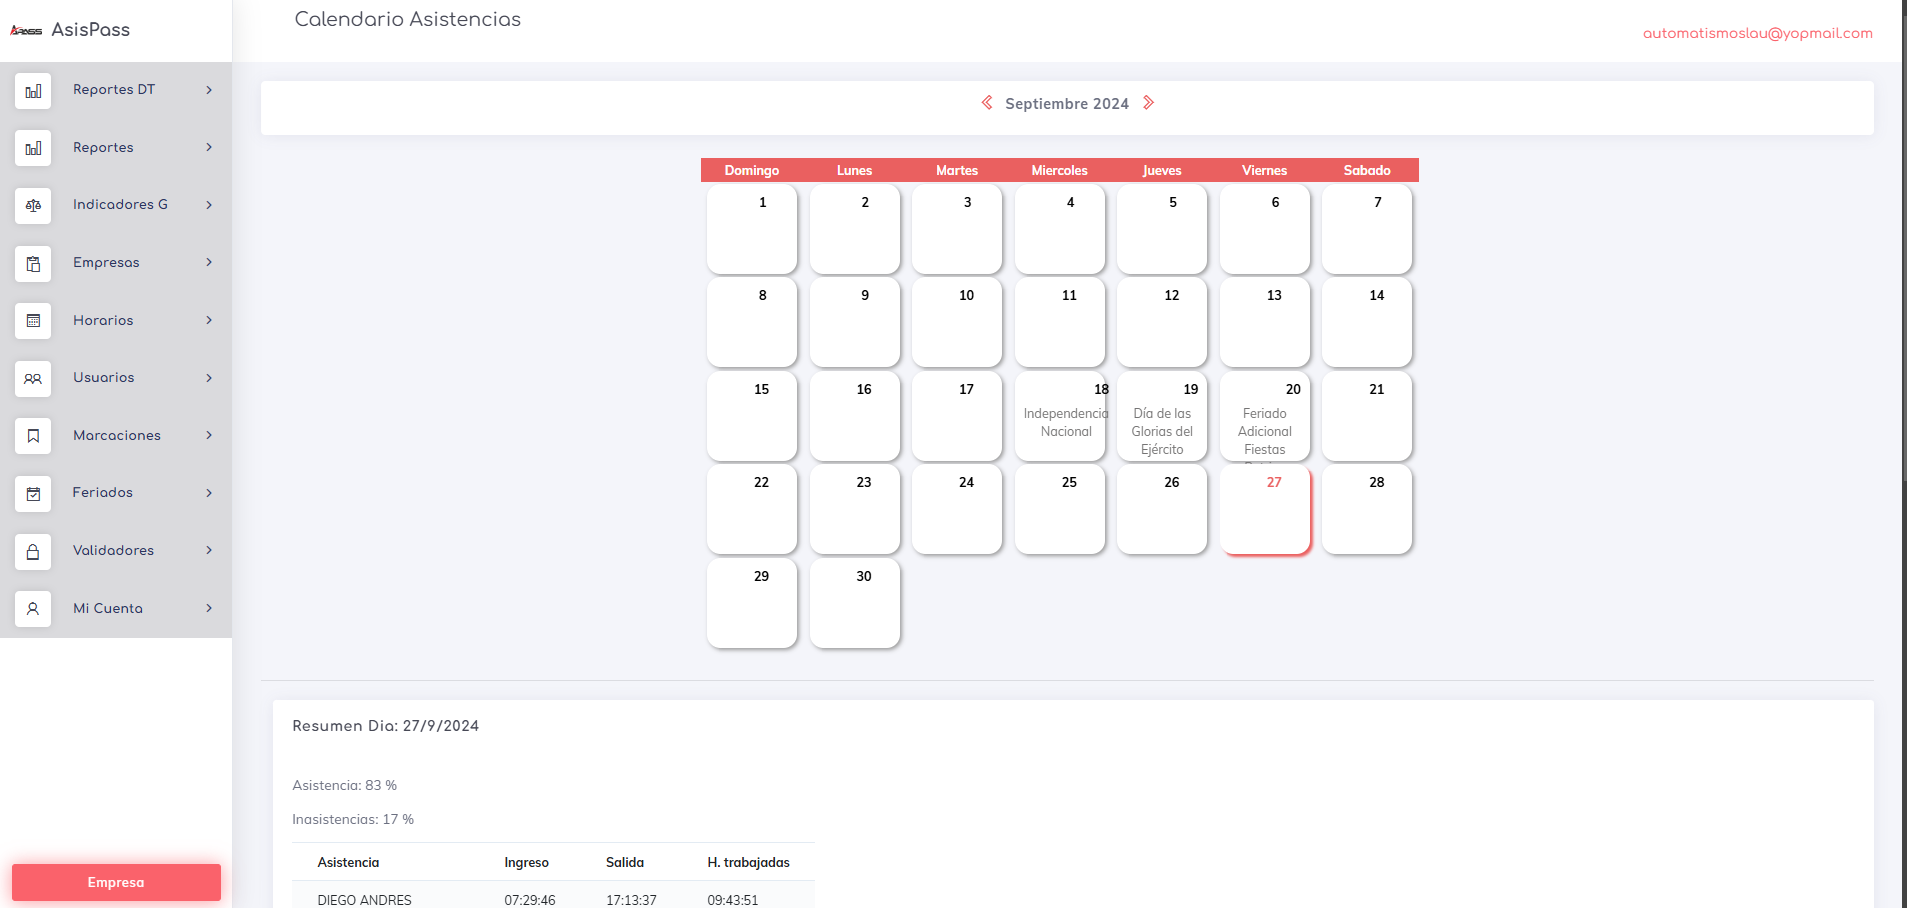 APASS AsisPass
Calendario Asistencias
automatismoslau@yopmail.com
Reportes DT
Reportes
Indicadores G
Empresas
Horarios
Usuarios
Marcaciones
Feriados
Validadores
Mi Cuenta
Empresa
Septiembre 2024
Domingo Lunes Martes Miercoles Jueves Viernes Sabado
1 2 3 4 5 6 7
8 9 10 11 12 13 14
15 16 17 18 19 20 21
Independencia Nacional
Día de las Glorias del Ejército
Feriado Adicional Fiestas
22 23 24 25 26 27 28
29 30
Resumen Dia: 27/9/2024
Asistencia: 83 %
Inasistencias: 17 %
Asistencia Ingreso Salida H. trabajadas
DIEGO ANDRES 07:29:46 17:13:37 09:43:51